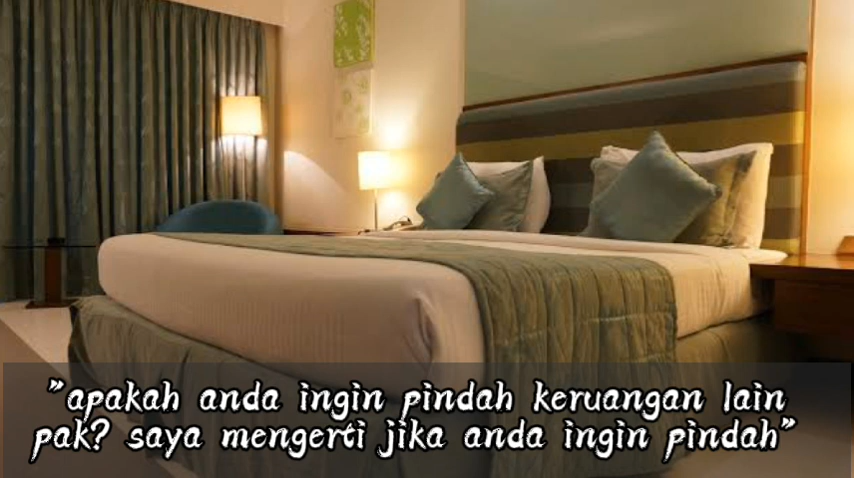 "apakah anda ingin pindah keruangan lain
pak? saya mengerti jika anda ingin pindah"